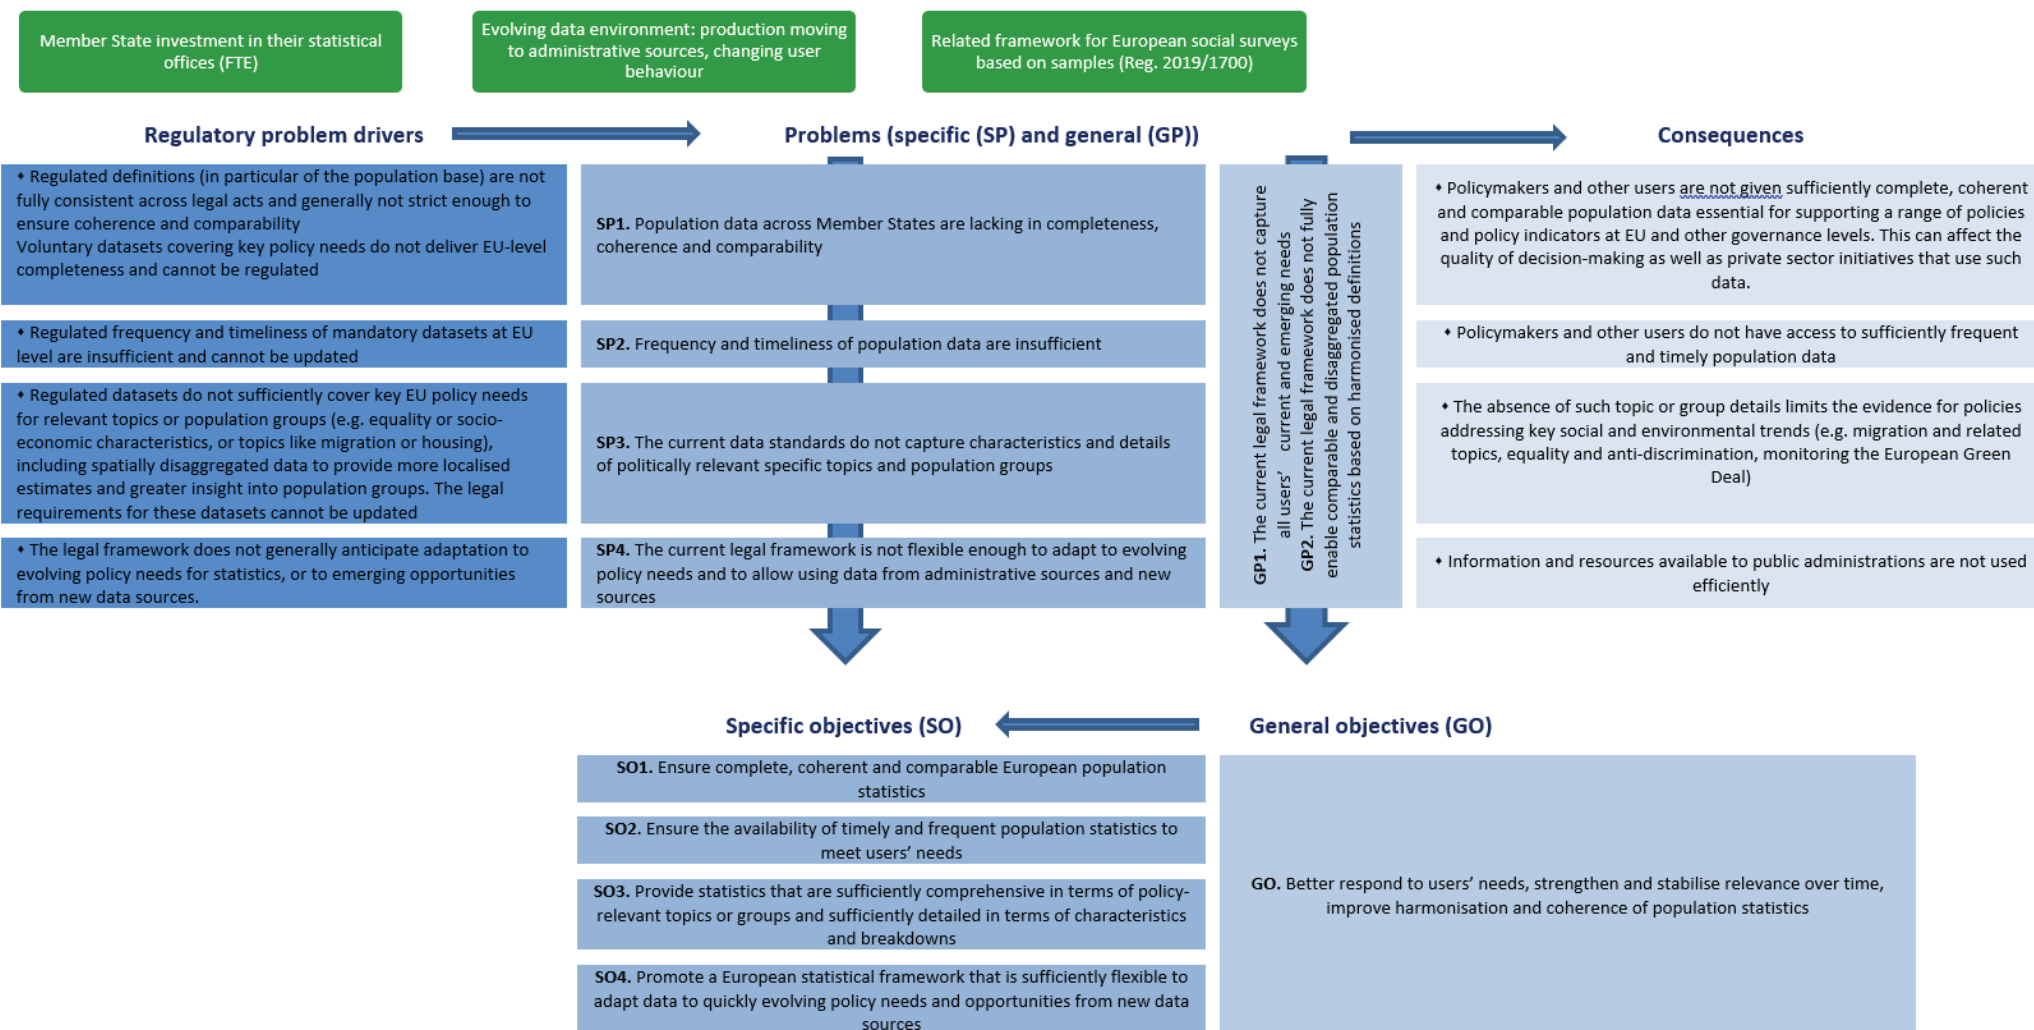 Member State investment in their statistical
offices (FTE)
Evolving data environment: production moving
to administrative sources, changing user
behaviour
Related framework for European social surveys
based on samples (Reg. 2019/1700)
Regulatory problem drivers
Problems (specific (SP) and general (GP))
Consequences
• Regulated definitions (in particular of the population base) are not
fully consistent across legal acts and generally not strict enough to
ensure coherence and comparability
Voluntary datasets covering key policy needs do not deliver EU-level
completeness and cannot be regulated
• Regulated frequency and timeliness of mandatory datasets at EU
level are insufficient and cannot be updated
• Regulated datasets do not sufficiently cover key EU policy needs
for relevant topics or population groups (e.g. equality or socio-
economic characteristics, or topics like migration or housing),
including spatially disaggregated data to provide more localised
estimates and greater insight into population groups. The legal
requirements for these datasets cannot be updated
• The legal framework does not generally anticipate adaptation to
evolving policy needs for statistics, or to emerging opportunities
from new data sources.
SP1. Population data across Member States are lacking in completeness,
coherence and comparability
SP2. Frequency and timeliness of population data are insufficient
SP3. The current data standards do not capture characteristics and details
of politically relevant specific topics and population groups
SP4. The current legal framework is not flexible enough to adapt to evolving
policy needs and to allow using data from administrative sources and new
sources
GP1. The current legal framework does not capture
all users' current and emerging needs
GP2. The current legal framework does not fully
enable comparable and disaggregated population
statistics based on harmonised definitions
• Policymakers and other users are not given sufficiently complete, coherent
and comparable population data essential for supporting a range of policies
and policy indicators at EU and other governance levels. This can affect the
quality of decision-making as well as private sector initiatives that use such
data.
• Policymakers and other users do not have access to sufficiently frequent
and timely population data
• The absence of such topic or group details limits the evidence for policies
addressing key social and environmental trends (e.g. migration and related
topics, equality and anti-discrimination, monitoring the European Green
Deal)
• Information and resources available to public administrations are not used
efficiently
Specific objectives (SO)
General objectives (GO)
SO1. Ensure complete, coherent and comparable European population
statistics
SO2. Ensure the availability of timely and frequent population statistics to
meet users' needs
SO3. Provide statistics that are sufficiently comprehensive in terms of policy-
relevant topics or groups and sufficiently detailed in terms of characteristics
and breakdowns
SO4. Promote a European statistical framework that is sufficiently flexible to
adapt data to quickly evolving policy needs and opportunities from new data
sources
GO. Better respond to users' needs, strengthen and stabilise relevance over time,
improve harmonisation and coherence of population statistics